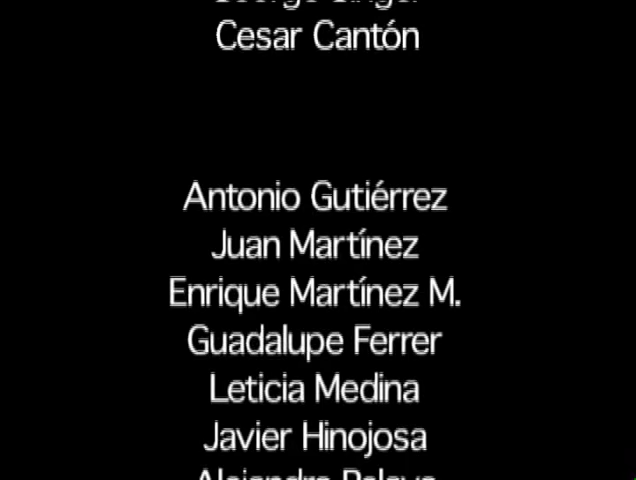 Cesar Cantón
Antonio Gutiérrez
Juan Martínez
Enrique Martínez M.
Guadalupe Ferrer
Leticia Medina
Javier Hinojosa